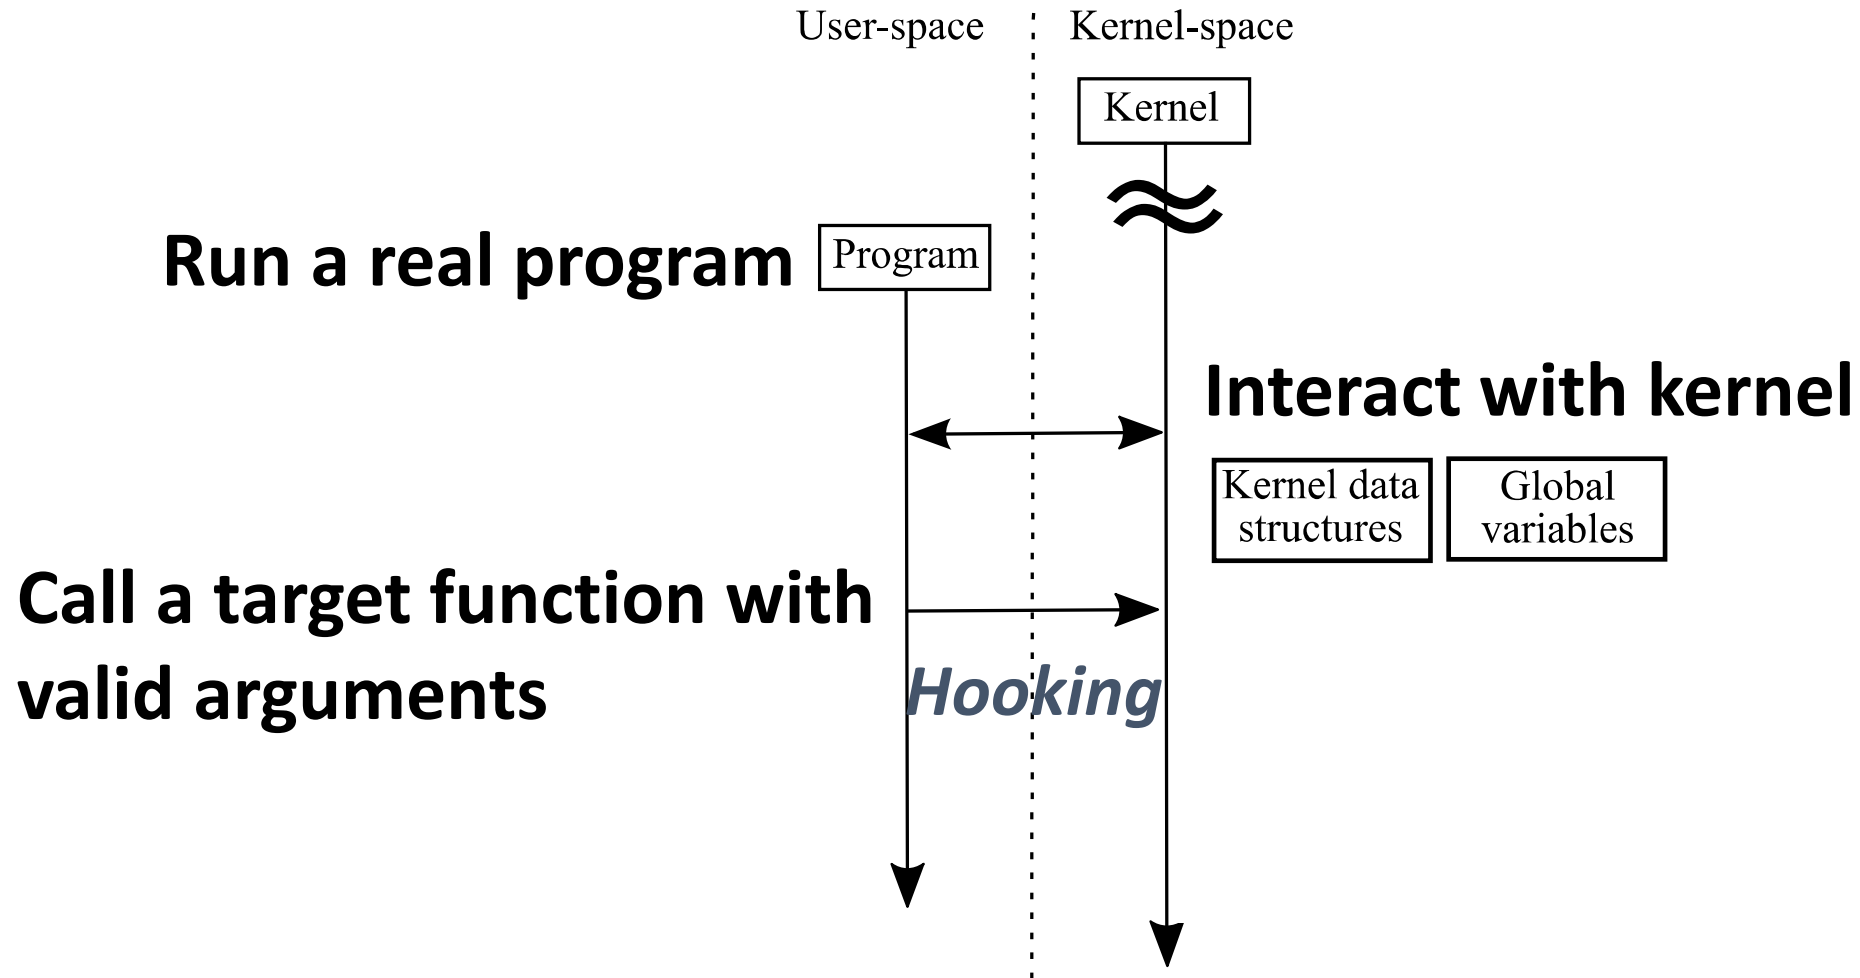 User-space
Kernel-space
Kernel
Run a real program
Program
Interact with kernel
Kernel data
structures
Global
variables
Call a target function with
valid arguments
Hooking